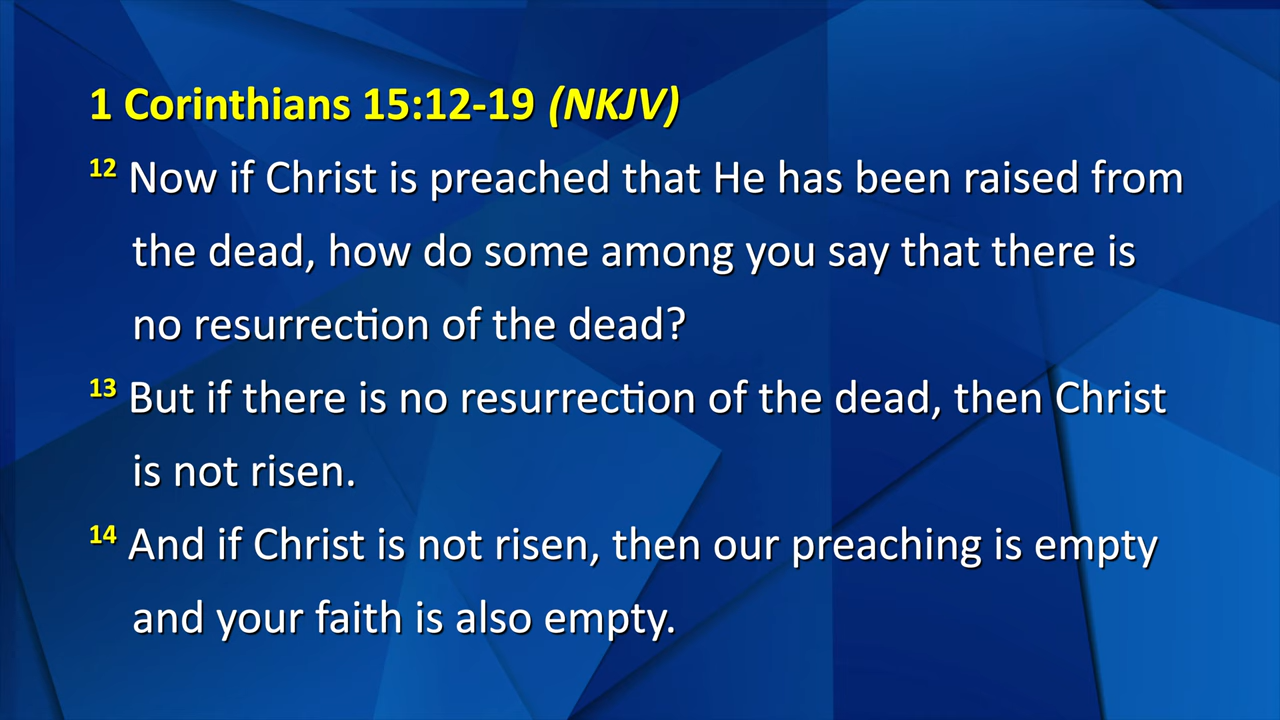 1 Corinthians 15:12-19 (NKJV)
12 Now if Christ is preached that He has been raised from
the dead, how do some among you say that there is
no resurrection of the dead?
13 But if there is no resurrection of the dead, then Christ
is not risen.
14 And if Christ is not risen, then our preaching is empty
and your faith is also empty.